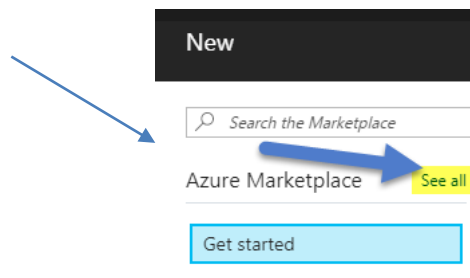 New
Search the Marketplace
Azure Marketplace See all
Get started